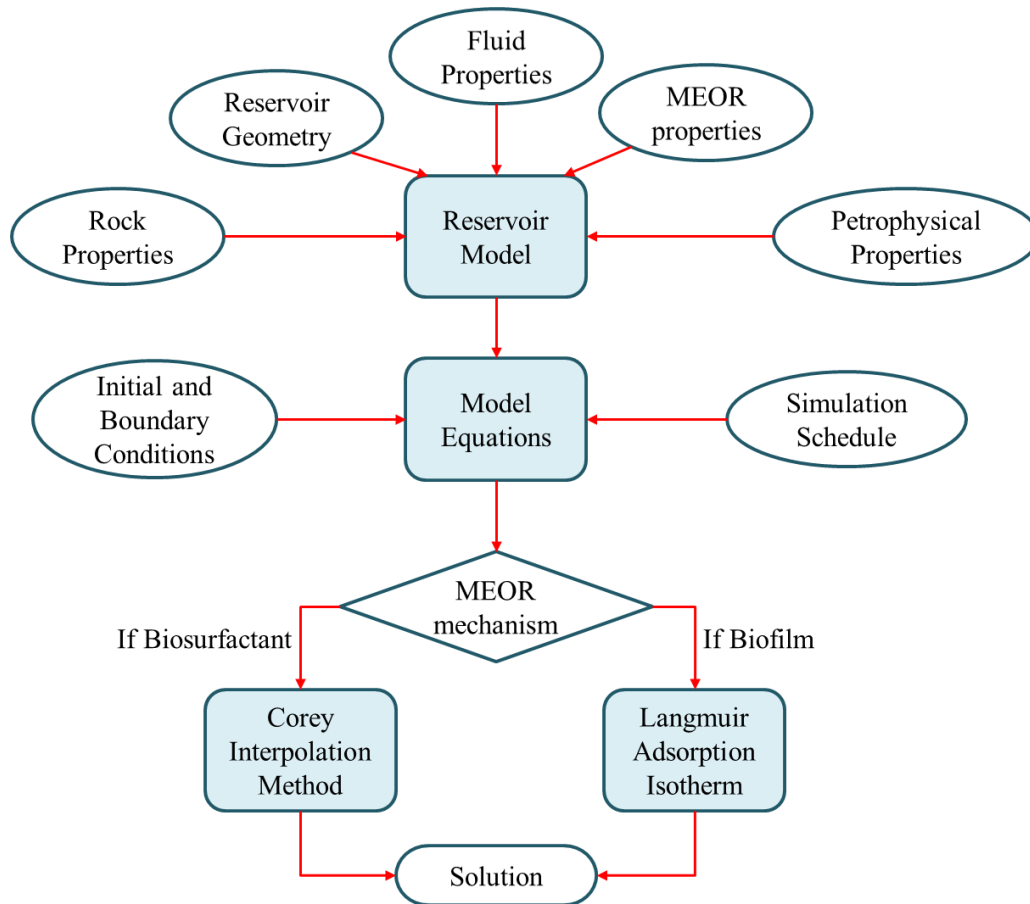 Fluid
Properties
Reservoir
Geometry
MEOR
properties
Rock
Properties
Reservoir
Model
Petrophysical
Properties
Initial and
Boundary
Conditions
Model
Equations
Simulation
Schedule
MEOR
mechanism
If Biosurfactant
If Biofilm
Corey
Interpolation
Method
Langmuir
Adsorption
Isotherm
Solution